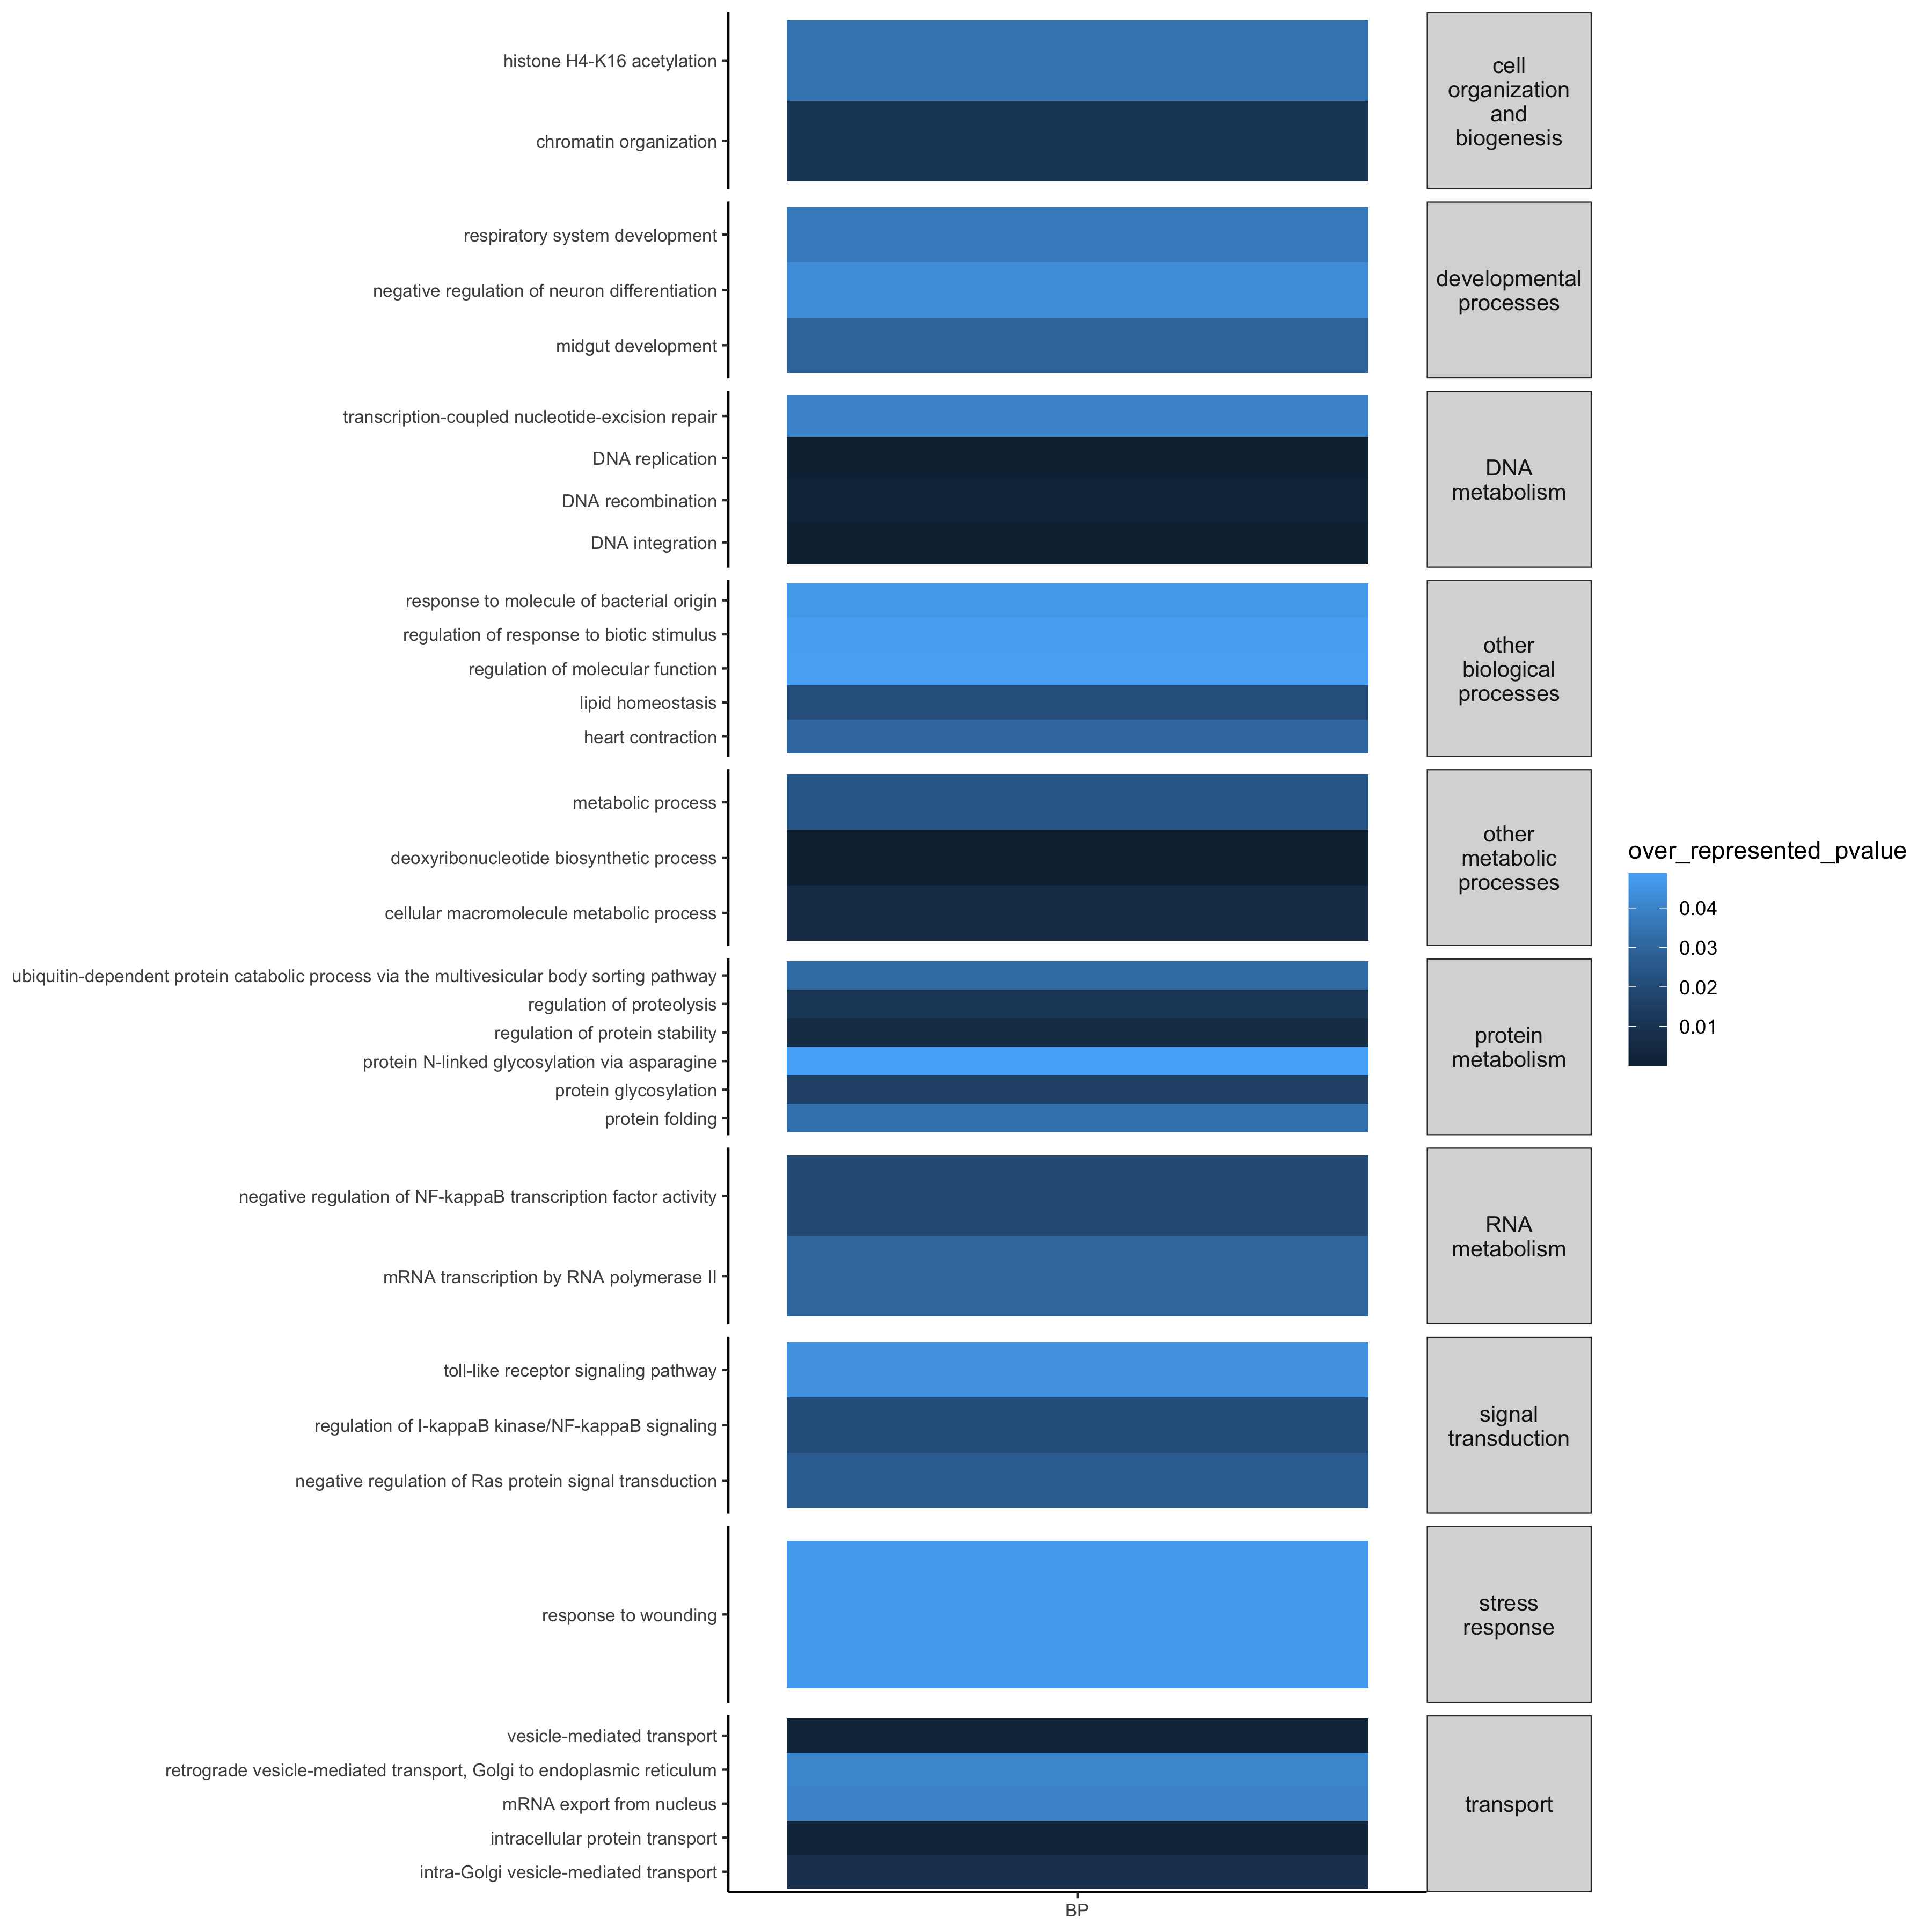 histone H4-K16 acetylation
chromatin organization
cell
organization
and
biogenesis
respiratory system development
negative regulation of neuron differentiation
midgut development
developmental
processes
transcription-coupled nucleotide-excision repair
DNA replication
DNA recombination
DNA integration
DNA
metabolism
response to molecule of bacterial origin
regulation of response to biotic stimulus
regulation of molecular function
lipid homeostasis
heart contraction
other
biological
processes
metabolic process
deoxyribonucleotide biosynthetic process
cellular macromolecule metabolic process
other
metabolic
processes
ubiquitin-dependent protein catabolic process via the multivesicular body sorting pathway
regulation of proteolysis
regulation of protein stability
protein N-linked glycosylation via asparagine
protein glycosylation
protein folding
protein
metabolism
negative regulation of NF-kappaB transcription factor activity
mRNA transcription by RNA polymerase II
RNA
metabolism
toll-like receptor signaling pathway
regulation of I-kappaB kinase/NF-kappaB signaling
negative regulation of Ras protein signal transduction
signal
transduction
response to wounding
stress
response
vesicle-mediated transport
retrograde vesicle-mediated transport, Golgi to endoplasmic reticulum
mRNA export from nucleus
intracellular protein transport
intra-Golgi vesicle-mediated transport
transport
BP
over_represented_pvalue
0.04
0.03
0.02
0.01